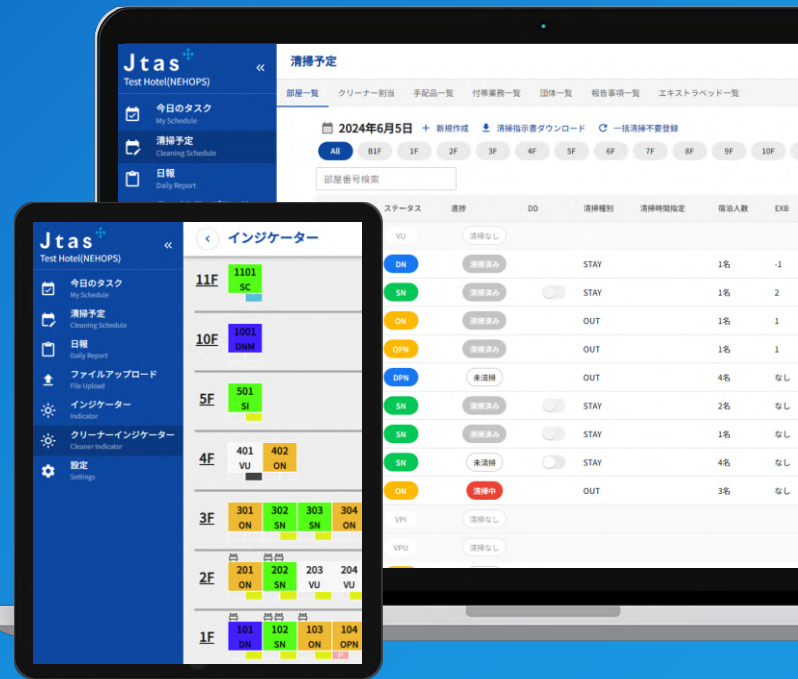 Jtas
Test Hotel(NEHOPS)
«
今日のタスク
My Schedule
清掃予定
Cleaning Schedule
日報
Daily Report
清掃予定
部屋一覧 クリーナー割当 手配品一覧 付帯業務一覧 団体一覧 報告事項一覧 エキストラベッド一覧
2024年6月5日 + 新規作成 清掃指示書ダウンロード 一括清掃不要登録
All B1F 1F 2F 3F 4F 5F 6F 7F 8F 9F 10F
部屋番号検索
ステータス 進捗 DD 清掃種別 清掃時間指定 宿泊人数 EXB
VU 清掃なし
DN 清掃済み STAY 1名 -1
SN 清掃済み STAY 1名 2
ON 清掃済み OUT 1名 1
OPN 清掃済み OUT 1名 1
DPN 未清掃 OUT 4名 なし
SN 清掃済み STAY 2名 なし
SN 清掃済み STAY 1名 なし
SN 未清掃 STAY 4名 なし
ON 清掃中 OUT 3名 なし
VPI 清掃なし
VPU 清掃なし
Jtas
Test Hotel(NEHOPS)
«
今日のタスク
My Schedule
清掃予定
Cleaning Schedule
日報
Daily Report
ファイルアップロード
File Upload
インジケーター
Indicator
クリーナーインジケーター
Cleaner Indicator
設定
Settings
‹ インジケーター
11F 1101
SC
10F 1001
DNM
5F 501
SI
4F 401 402
VU ON
3F 301 302 303 304
ON SN SN ON
2F 201 202 203 204
ON SN VU VU
1F 101 102 103 104
DN SN ON OPN